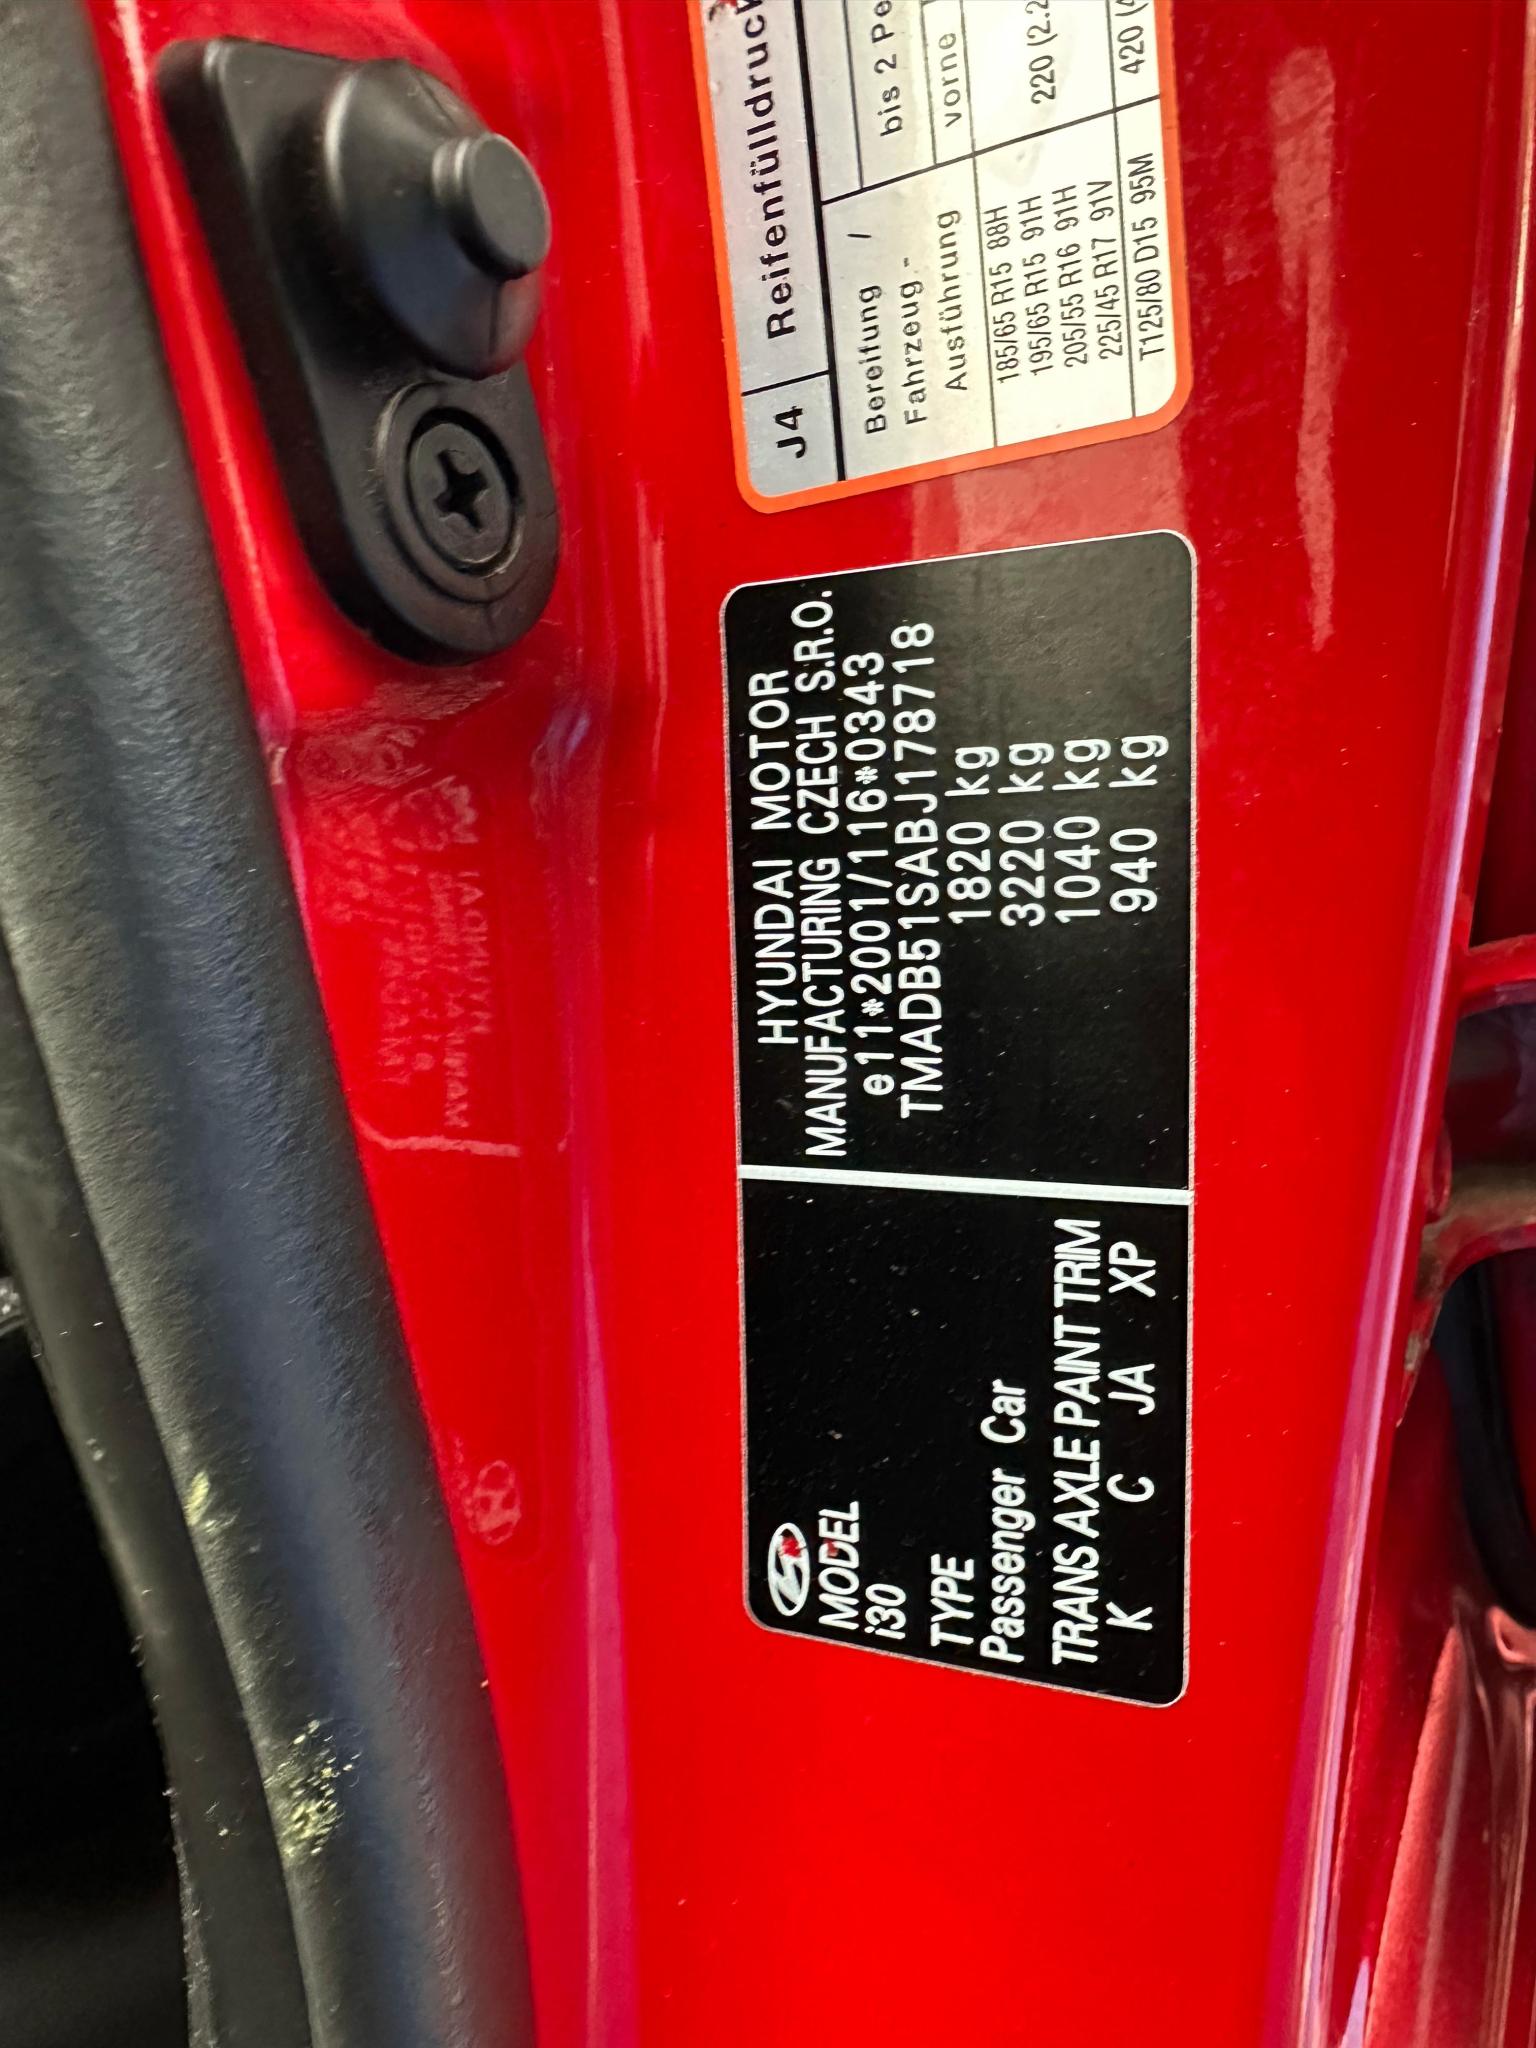 J4 Reifenfülldruck
Bereifung /
Fahrzeug-
Ausführung
bis 2
vorne
185/65 R15 88H
195/65 R15 91H
205/55 R16 91H
225/45 R17 91V
220
T125/80 D15 95M
420
HYUNDAI MOTOR
MANUFACTURING CZECH S.R.O.
e11*2001/116*0343
TMADB51SABJ178718
1820 kg
3220 kg
1040 kg
940 kg
MODEL
i30
TYPE
Passenger Car
TRANS AXLE PAINT TRIM
K C JA XP